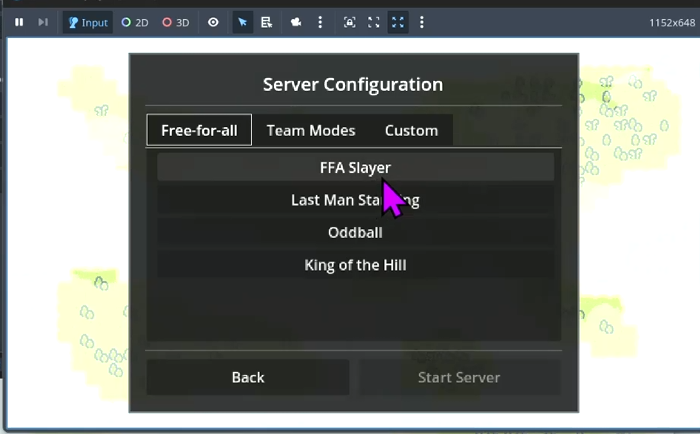 Input 2D 3D 1152x648
Server Configuration
Free-for-all Team Modes Custom
FFA Slayer
Last Man Standing
Oddball
King of the Hill
Back Start Server